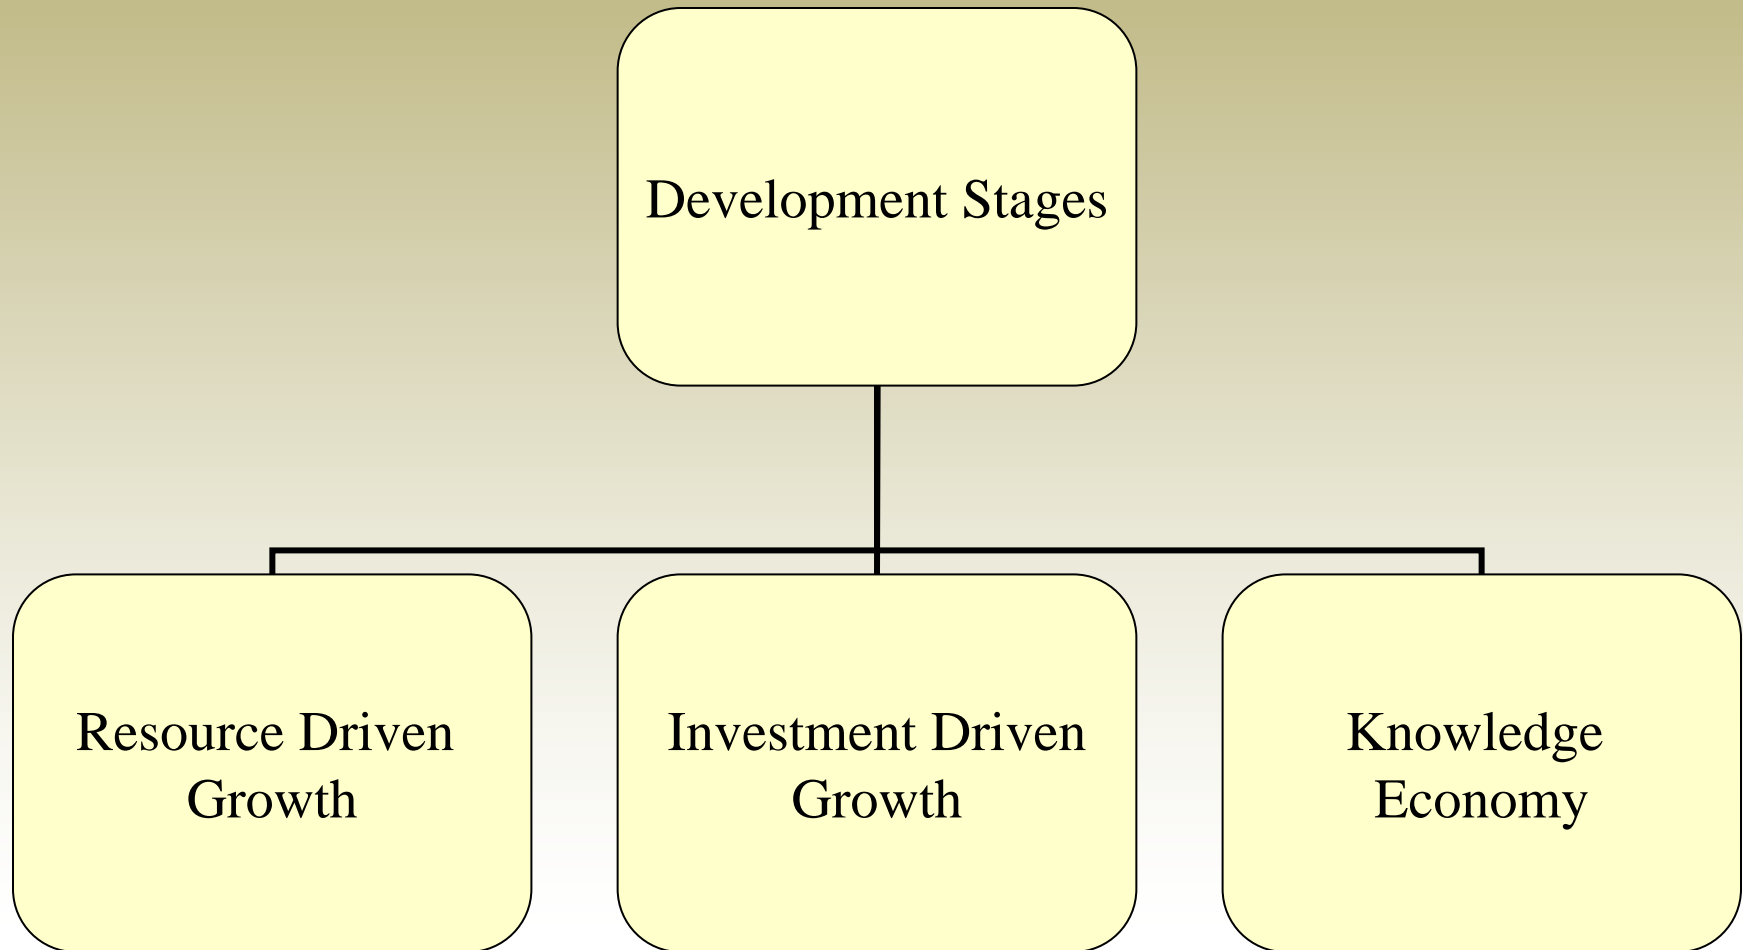 Development Stages
Resource Driven
Growth
Investment Driven
Growth
Knowledge
Economy